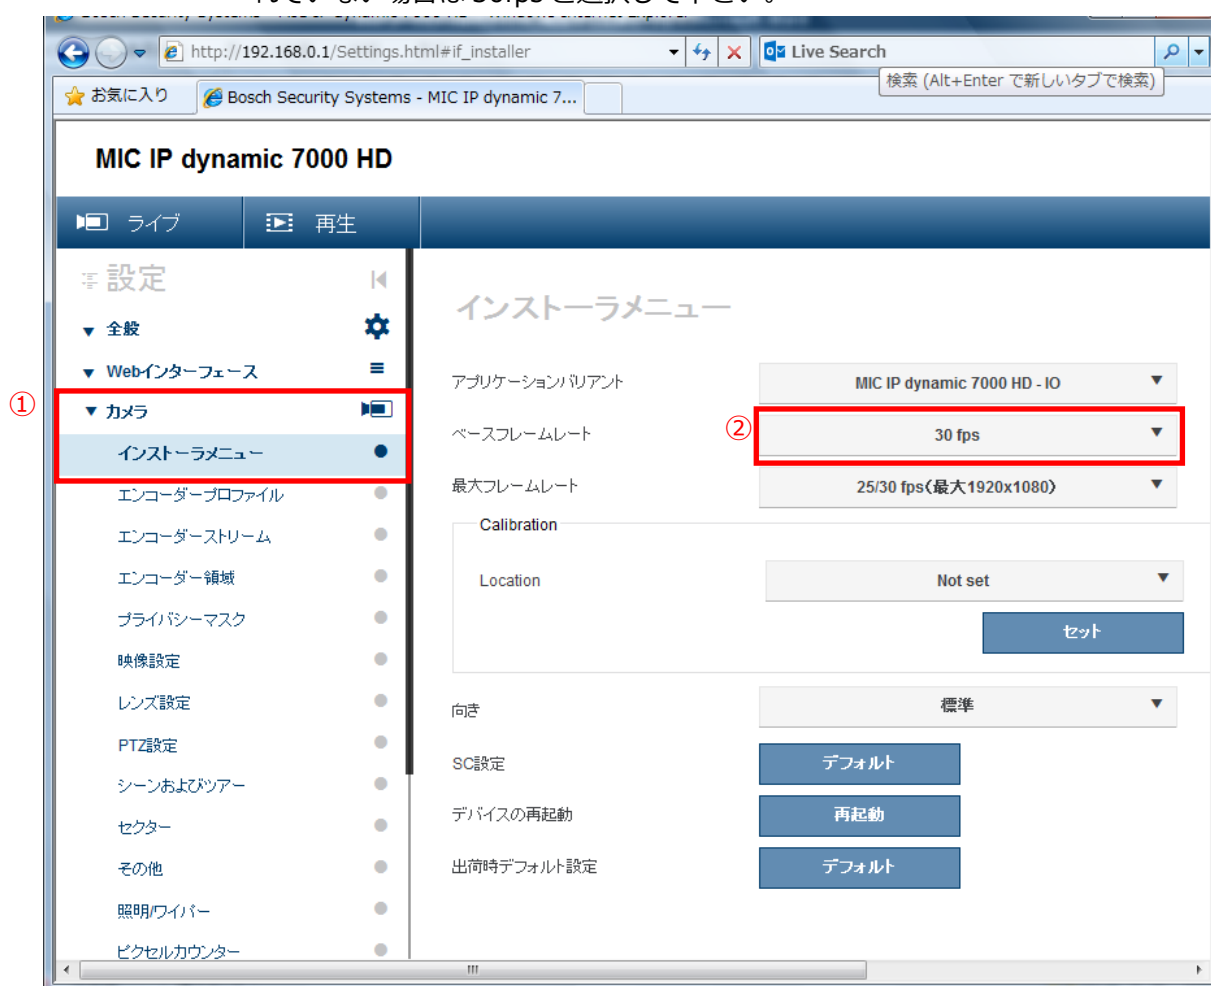 http://192.168.0.1/Settings.html#if_installer
Live Search
検索 (Alt+Enter で新しいタブで検索)
お気に入り
Bosch Security Systems - MIC IP dynamic 7...
MIC IP dynamic 7000 HD
ライブ
再生
設定
インストーラメニュー
全般
Webインターフェース
アプリケーションバリアント
MIC IP dynamic 7000 HD - IO
①
カメラ
②
ベースフレームレート
30 fps
インストーラメニュー
エンコーダープロファイル
最大フレームレート
25/30 fps(最大1920x1080)
Calibration
エンコーダーストリーム
エンコーダー領域
Location
Not set
プライバシーマスク
セット
映像設定
レンズ設定
向き
標準
PTZ設定
SC設定
デフォルト
シーンおよびツアー
デバイスの再起動
再起動
セクター
その他
出荷時デフォルト設定
デフォルト
照明/ワイパー
ピクセルカウンター